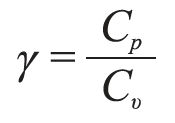 γ = C_p / C_v